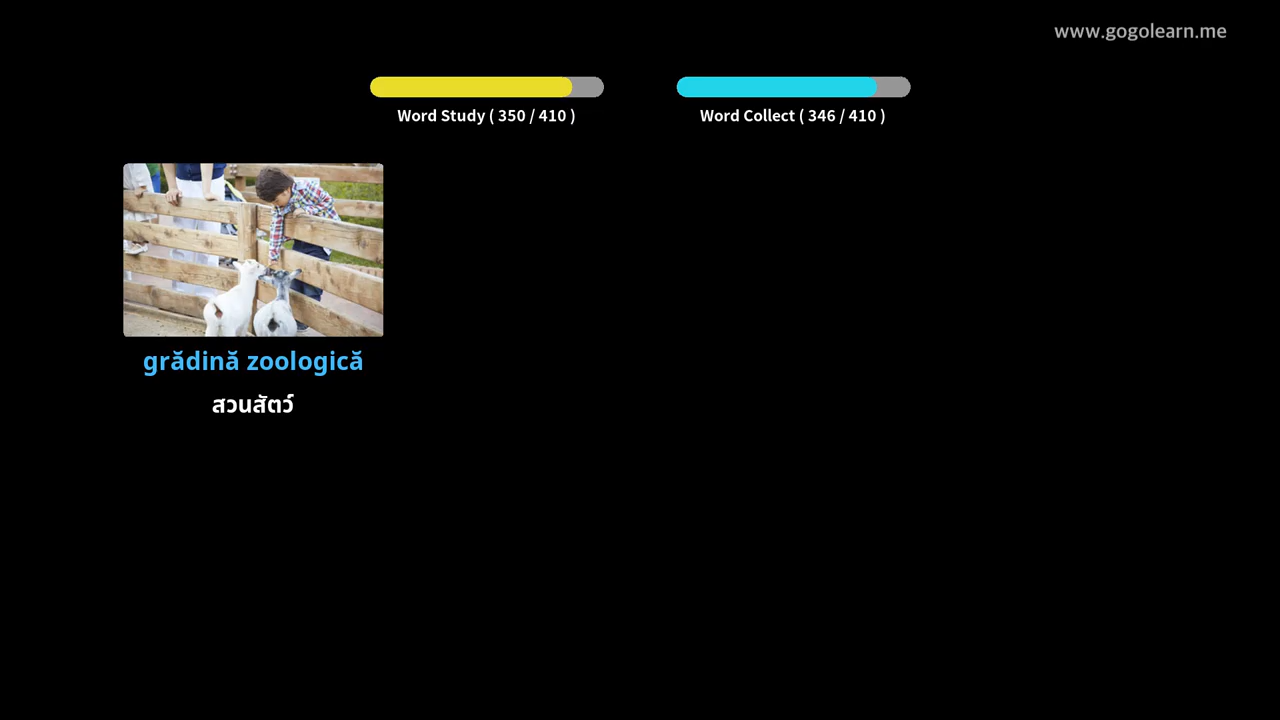 www.gogolearn.me
Word Study ( 350 / 410 )
Word Collect ( 346 / 410 )
grădină zoologică
สวนสัตว์